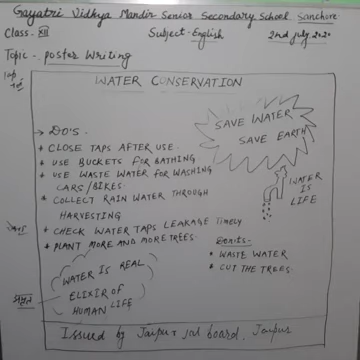 Gayatri Vidhya Mandir Senior Secondary School Sanchore
Class- XII Subject- English 2nd july, 2020
Topic- poster Writing
WATER CONSERVATION
SAVE WATER
SAVE EARTH
→ DO'S-
* CLOSE TAPS AFTER USE.
* USE BUCKETS FOR BATHING
* USE WASTE WATER FOR WASHING
CARS/BIKES.
* COLLECT RAIN WATER THROUGH
HARVESTING
* CHECK WATER TAPS LEAKAGE TIMELY
* PLANT MORE AND MORE TREES.
WATER
IS
LIFE
Don'ts-
* WASTE WATER
* CUT THE TREES.
WATER IS REAL
ELIXIR OF
HUMAN LIFE
Issued by Jaipur jal board, Jaipur